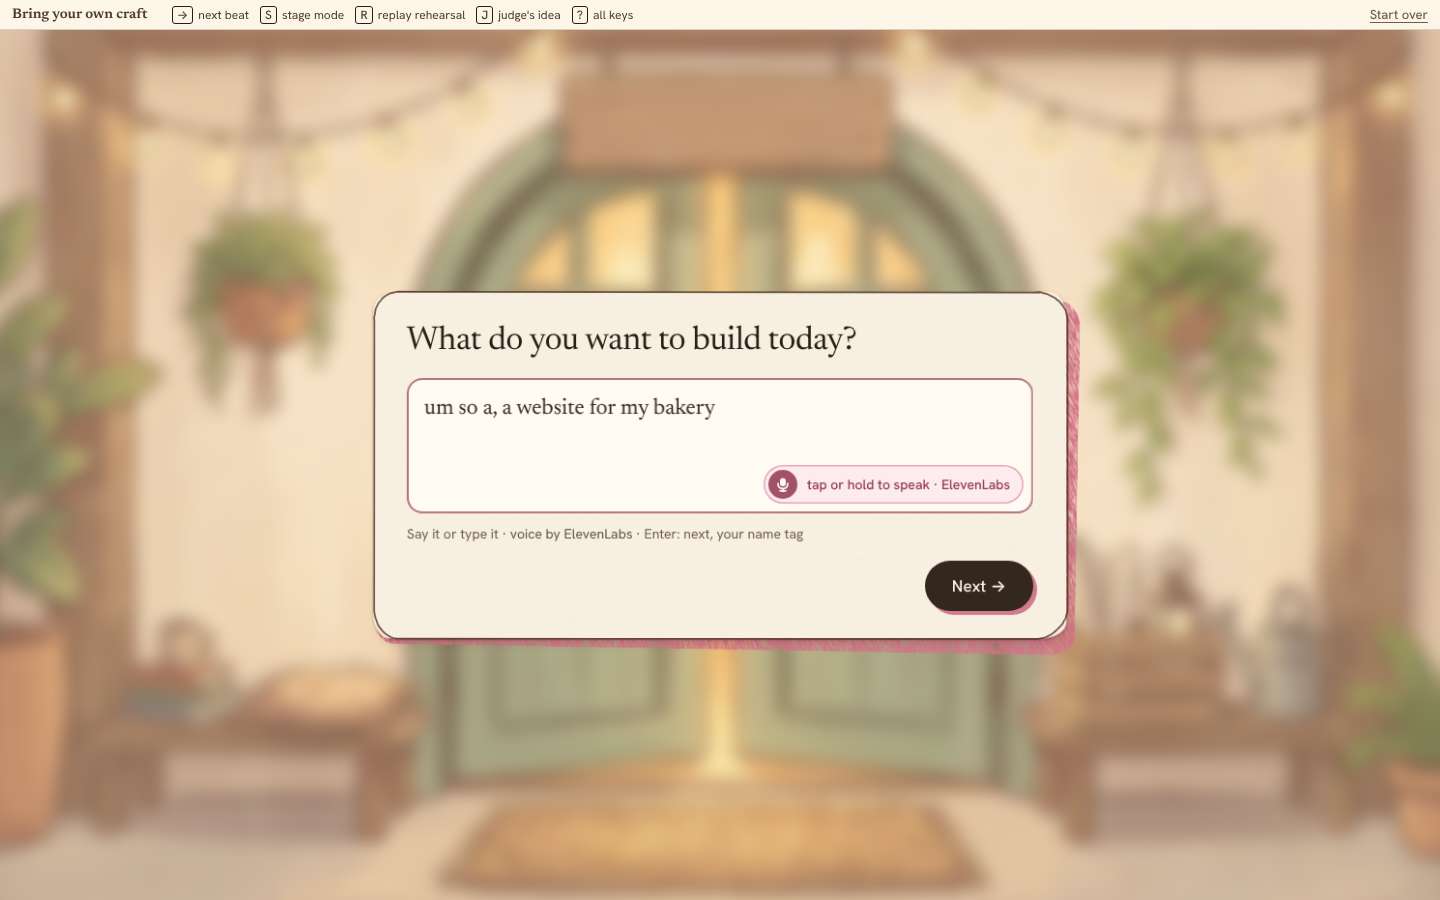 Bring your own craft → next beat S stage mode R replay rehearsal J judge's idea ? all keys Start over
What do you want to build today?
um so a, a website for my bakery
tap or hold to speak · ElevenLabs
Say it or type it · voice by ElevenLabs · Enter: next, your name tag
Next →